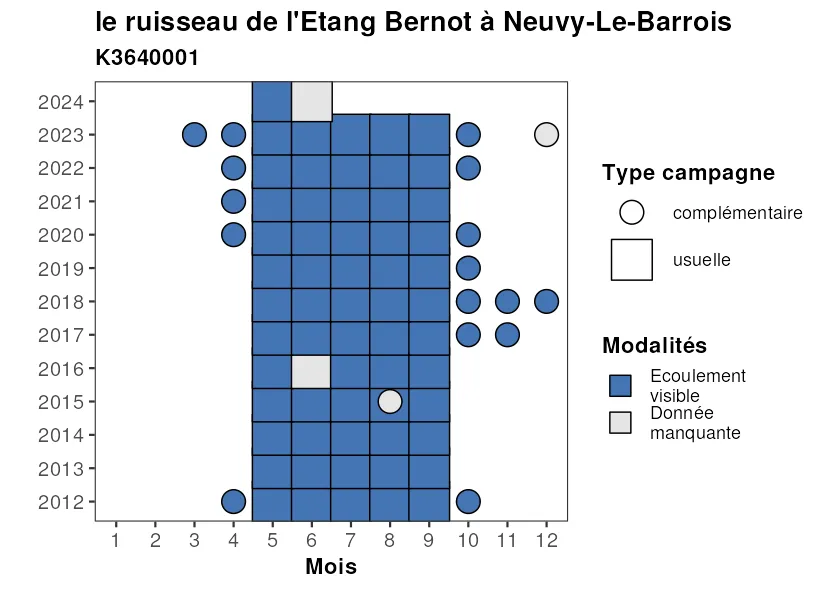 le ruisseau de l'Etang Bernot à Neuvy-Le-Barrois
K3640001
2024
2023
2022
2021
2020
2019
2018
2017
2016
2015
2014
2013
2012
1 2 3 4 5 6 7 8 9 10 11 12
Mois
Type campagne
complémentaire
usuelle
Modalités
Ecoulement
visible
Donnée
manquante